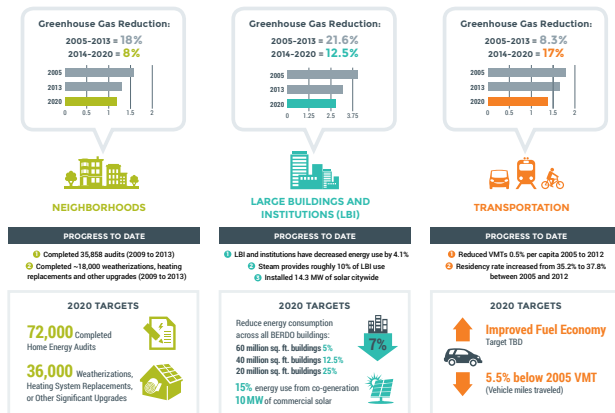 Greenhouse Gas Reduction:
2005-2013 = 18%
2014-2020 = 8%
2005
2013
2020
0 0.5 1 1.5 2
NEIGHBORHOODS
PROGRESS TO DATE
1 Completed 35,858 audits (2009 to 2013)
2 Completed ~18,000 weatherizations, heating
replacements and other upgrades (2009 to 2013)
2020 TARGETS
72,000 Completed
Home Energy Audits
36,000 Weatherizations,
Heating System Replacements,
or Other Significant Upgrades
Greenhouse Gas Reduction:
2005-2013 = 21.6%
2014-2020 = 12.5%
2005
2013
2020
0 1.25 2.5 3.75
LARGE BUILDINGS AND
INSTITUTIONS (LBI)
PROGRESS TO DATE
1 LBI and institutions have decreased energy use by 4.1%
2 Steam provides roughly 10% of LBI use
3 Installed 14.3 MW of solar citywide
2020 TARGETS
Reduce energy consumption
across all BERDO buildings:
60 million sq. ft. buildings 5%
40 million sq. ft. buildings 12.5%
20 million sq. ft. buildings 25%
7%
15% energy use from co-generation
10 MW of commercial solar
Greenhouse Gas Reduction:
2005-2013 = 8.3%
2014-2020 = 17%
2005
2013
2020
0 0.5 1 1.5 2
TRANSPORTATION
PROGRESS TO DATE
1 Reduced VMTs 0.5% per capita 2005 to 2012
2 Residency rate increased from 35.2% to 37.8%
between 2005 and 2012
2020 TARGETS
Improved Fuel Economy
Target TBD
5.5% below 2005 VMT
(Vehicle miles traveled)